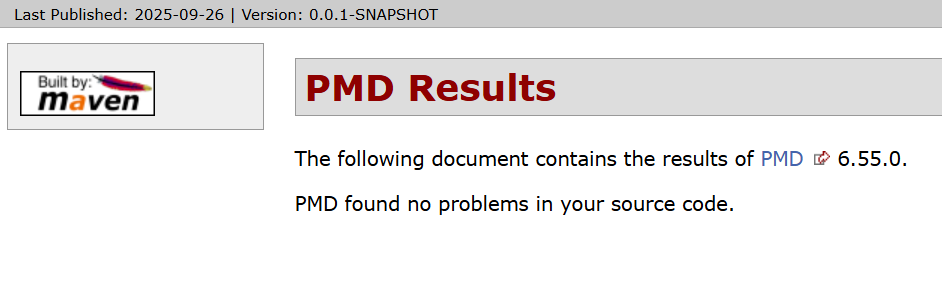 Last Published: 2025-09-26 | Version: 0.0.1-SNAPSHOT
Built by:
maven
PMD Results
The following document contains the results of PMD 6.55.0.
PMD found no problems in your source code.